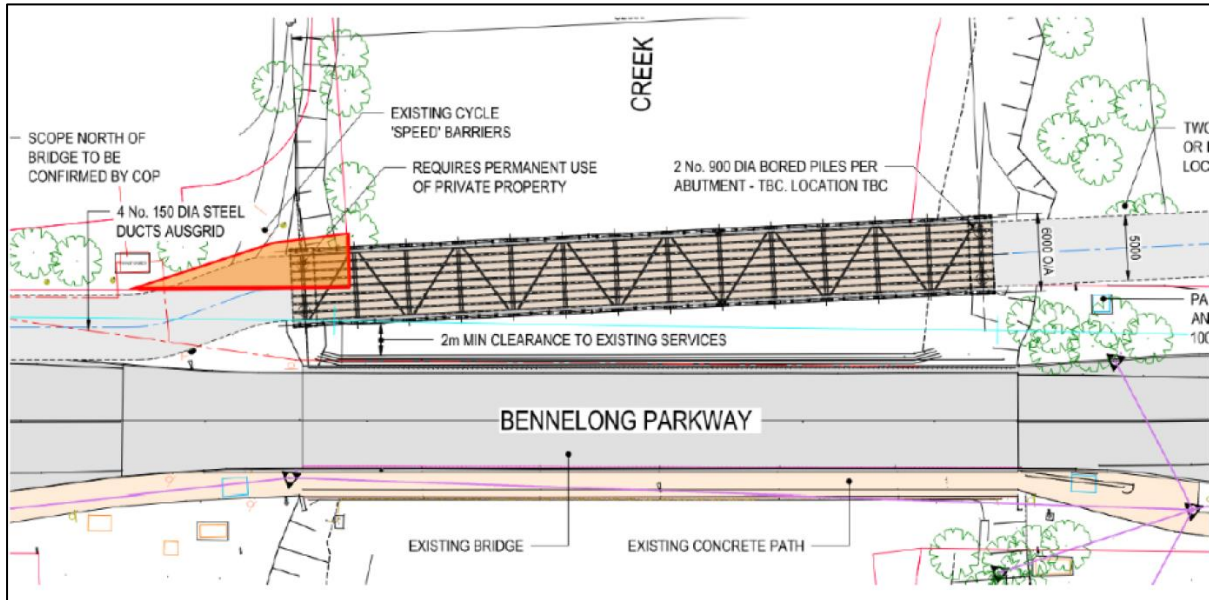 CREEK
EXISTING CYCLE
'SPEED' BARRIERS
SCOPE NORTH OF
BRIDGE TO BE
CONFIRMED BY COP
REQUIRES PERMANENT USE
OF PRIVATE PROPERTY
2 No. 900 DIA BORED PILES PER
ABUTMENT - TBC. LOCATION TBC
TWO
OR
LOC
4 No. 150 DIA STEEL
DUCTS AUSGRID
6000 O/A
5000
PA
AN
100
2m MIN CLEARANCE TO EXISTING SERVICES
BENNELONG PARKWAY
EXISTING BRIDGE
EXISTING CONCRETE PATH